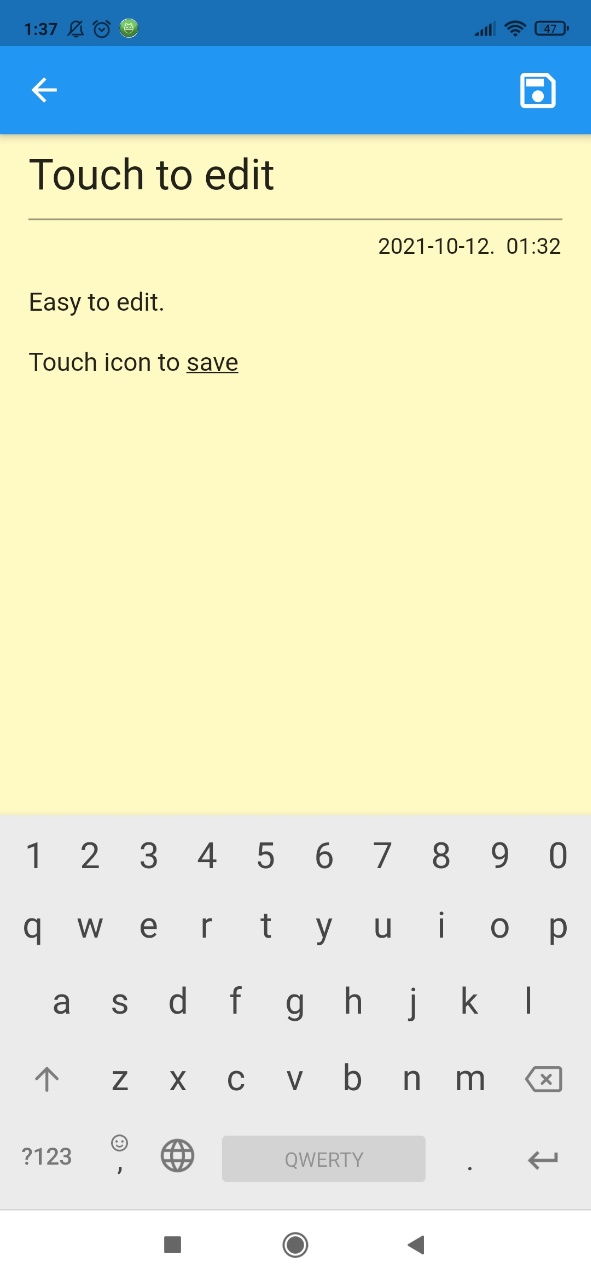 1:37 47
Touch to edit
2021-10-12. 01:32
Easy to edit.
Touch icon to save
1 2 3 4 5 6 7 8 9 0
q w e r t y u i o p
a s d f g h j k l
z x c v b n m
?123 , QWERTY .